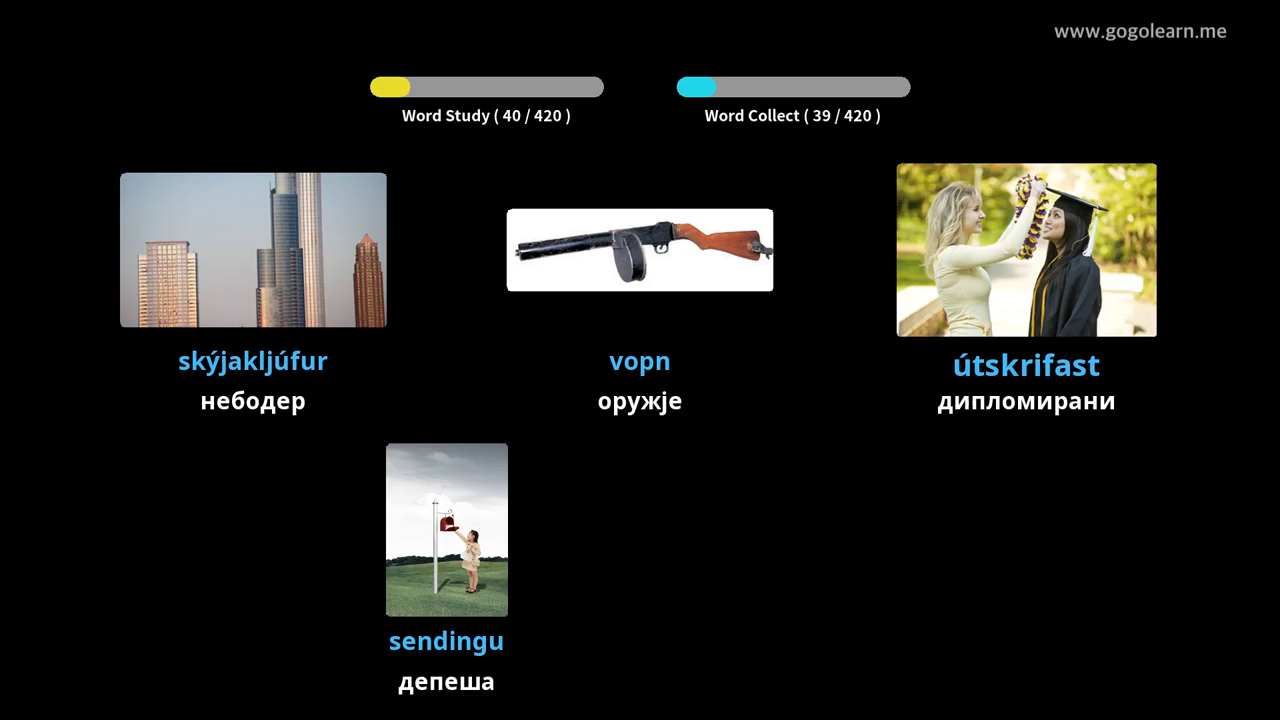 www.gogolearn.me
Word Study ( 40 / 420 )
Word Collect ( 39 / 420 )
skýjakljúfur
небодер
vopn
оружје
útskrifast
дипломирани
sendingu
депеша